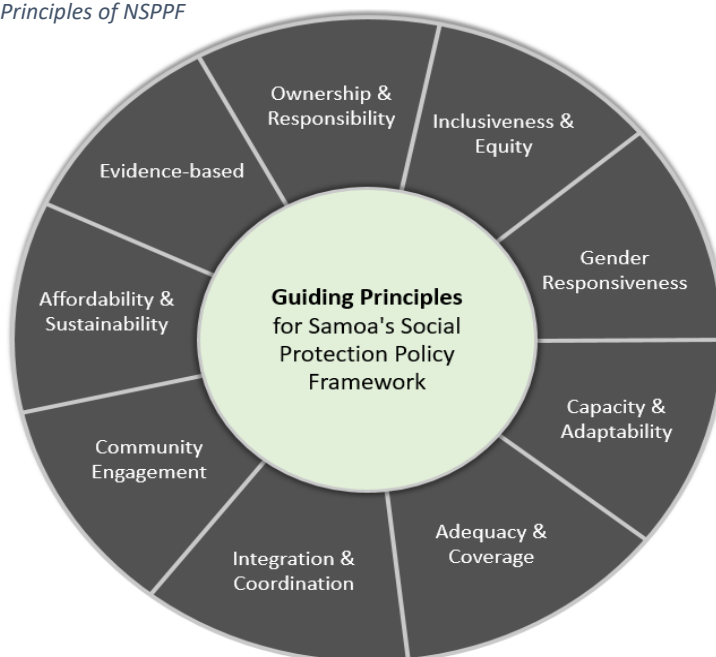 Principles of NSPPF
Ownership &
Responsibility
Inclusiveness &
Equity
Gender
Responsiveness
Capacity &
Adaptability
Adequacy &
Coverage
Integration &
Coordination
Community
Engagement
Affordability &
Sustainability
Evidence-based
Guiding Principles
for Samoa's Social
Protection Policy
Framework